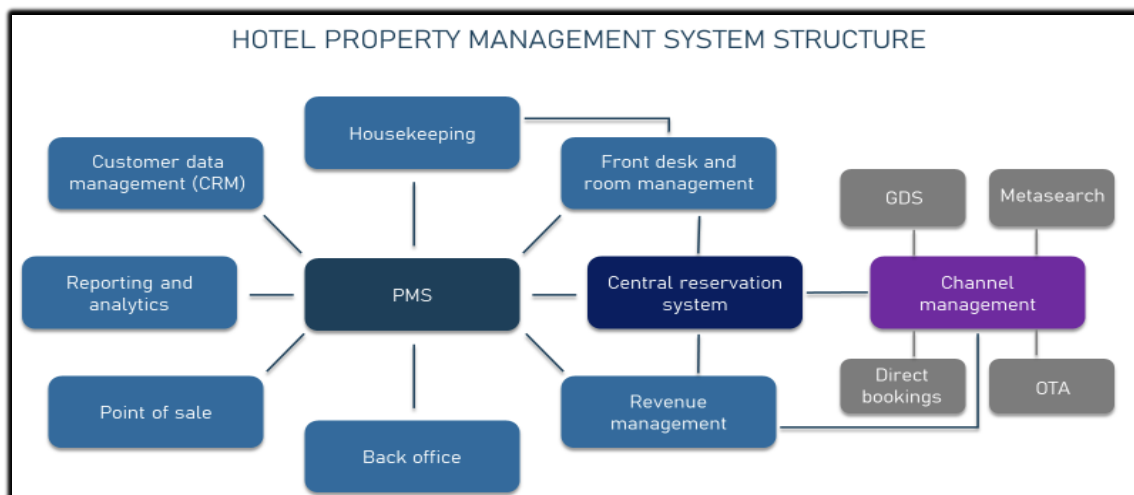 HOTEL PROPERTY MANAGEMENT SYSTEM STRUCTURE
Housekeeping
Customer data
management (CRM)
Front desk and
room management
GDS
Metasearch
Reporting and
analytics
PMS
Central reservation
system
Channel
management
Point of sale
Back office
Revenue
management
Direct
bookings
OTA